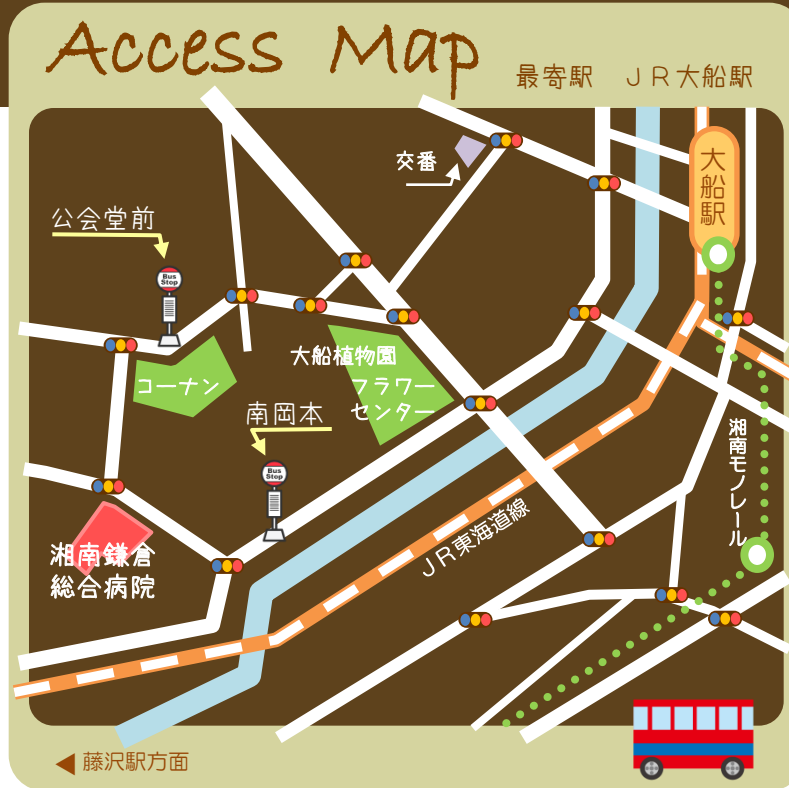 Access Map
最寄駅　ＪＲ大船駅
交番
大船駅
公会堂前
Bus
Stop
大船植物園
フラワー
センター
コーナン
南岡本
Bus
Stop
湘南モノレール
ＪＲ東海道線
湘南鎌倉
総合病院
藤沢駅方面